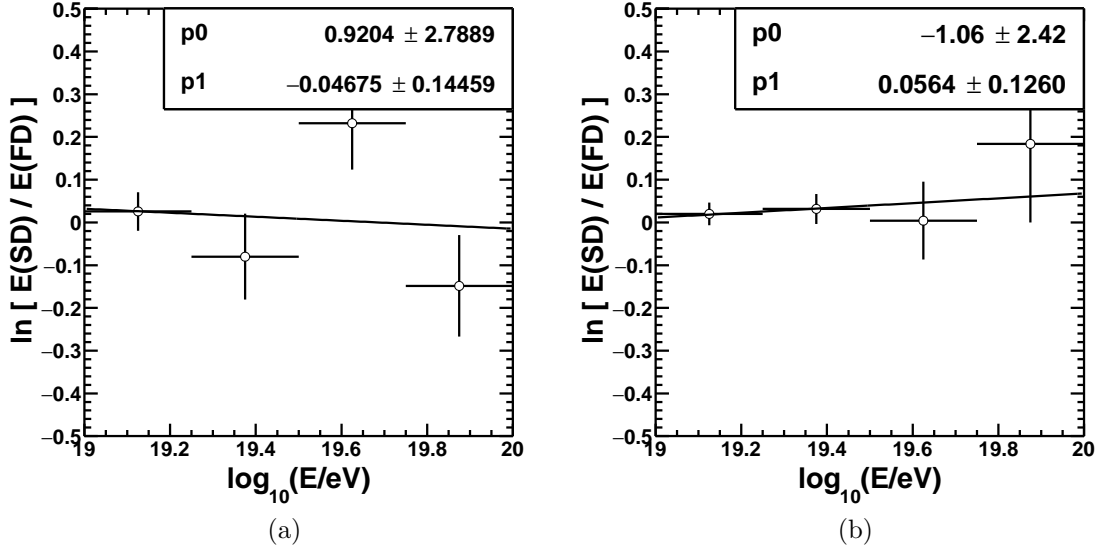 p0 0.9204 ± 2.7889
p1 −0.04675 ± 0.14459
0.5
0.4
0.3
0.2
0.1
0
−0.1
−0.2
−0.3
−0.4
−0.5
ln [ E(SD) / E(FD) ]
19 19.2 19.4 19.6 19.8 20
log10(E/eV)
(a)
p0 −1.06 ± 2.42
p1 0.0564 ± 0.1260
0.5
0.4
0.3
0.2
0.1
0
−0.1
−0.2
−0.3
−0.4
−0.5
ln [ E(SD) / E(FD) ]
19 19.2 19.4 19.6 19.8 20
log10(E/eV)
(b)